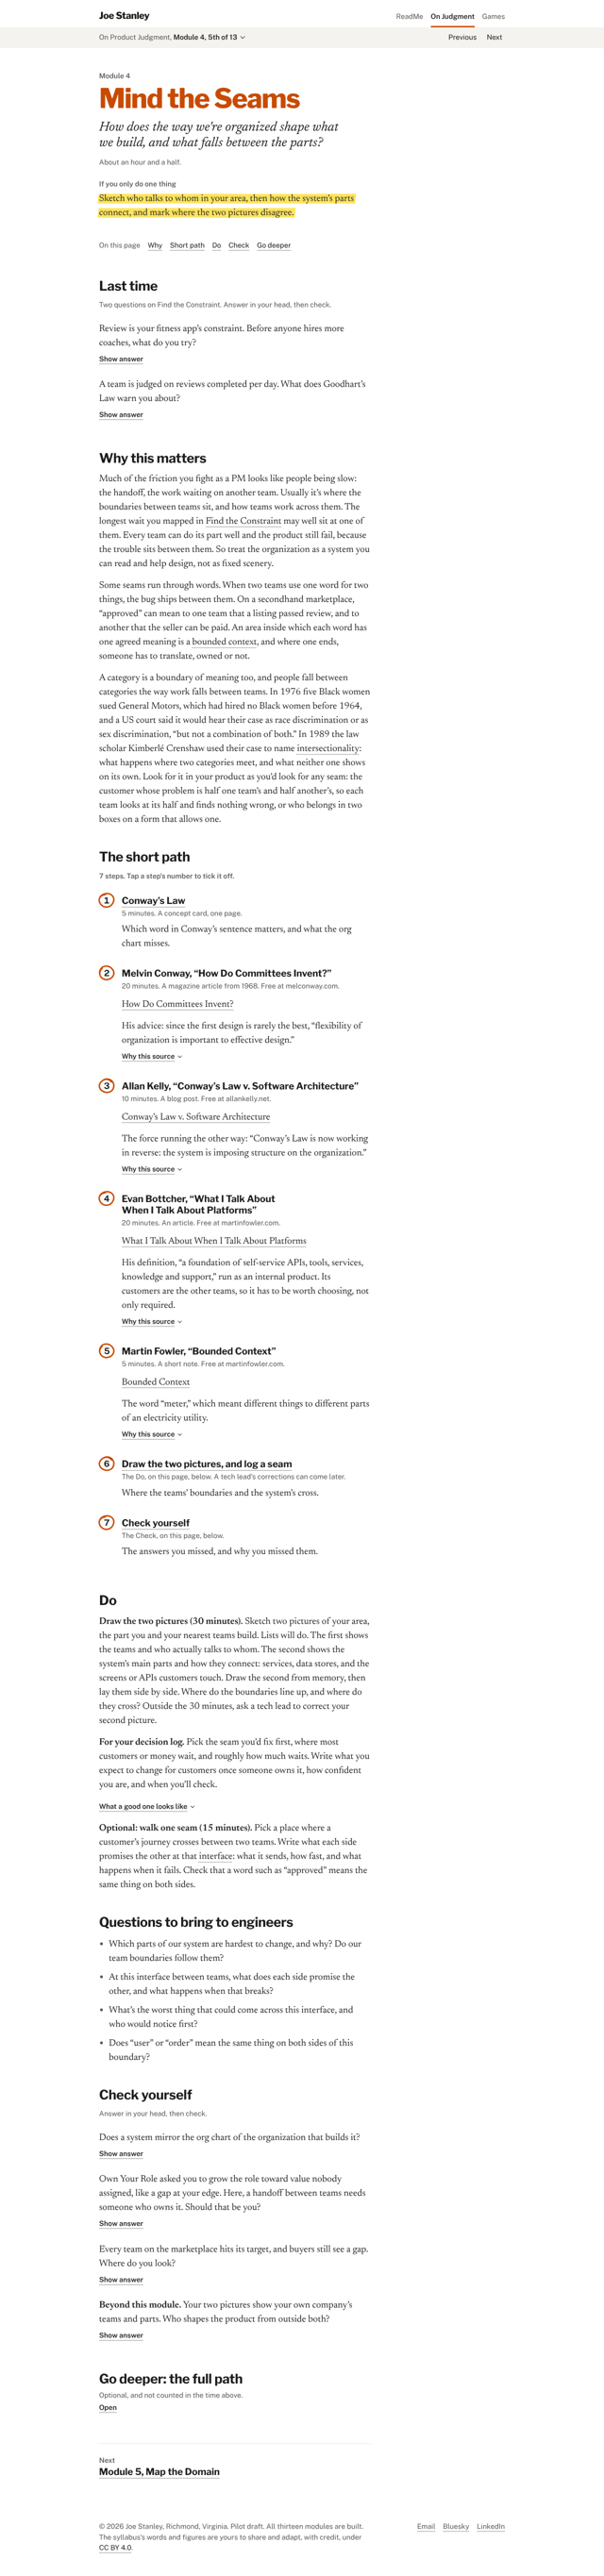 Joe Stanley
ReadMe On Judgment Games
On Product Judgment, Module 4, 5th of 13
Previous Next
Module 4
Mind the Seams
How does the way we're organized shape what
we build, and what falls between the parts?
About an hour and a half.
If you only do one thing
Sketch who talks to whom in your area, then how the system's parts
connect, and mark where the two pictures disagree.
On this page Why Short path Do Check Go deeper
Last time
Two questions on Find the Constraint. Answer in your head, then check.
Review is your fitness app's constraint. Before anyone hires more
coaches, what do you try?
Show answer
A team is judged on reviews completed per day. What does Goodhart's
Law warn you about?
Show answer
Why this matters
Much of the friction you fight as a PM looks like people being slow:
the handoff, the work waiting on another team. Usually it's where the
boundaries between teams sit, and how teams work across them. The
longest wait you mapped in Find the Constraint may well sit at one of
them. Every team can do its part well and the product still fail, because
the trouble sits between them. So treat the organization as a system you
can read and help design, not as fixed scenery.
Some seams run through words. When two teams use one word for two
things, the bug ships between them. On a secondhand marketplace,
“approved” can mean to one team that a listing passed review, and to
another that the seller can be paid. An area inside which each word has
one agreed meaning is a bounded context, and where one ends,
someone has to translate, owned or not.
A category is a boundary of meaning too, and people fall between
categories the way work falls between teams. In 1976 five Black women
sued General Motors, which had hired no Black women before 1964,
and a US court said it would hear their case as race discrimination or as
sex discrimination, “but not a combination of both.” In 1989 the law
scholar Kimberlé Crenshaw used their case to name intersectionality:
what happens where two categories meet, and what neither one shows
on its own. Look for it in your product as you'd look for any seam: the
customer whose problem is half one team's and half another's, so each
team looks at its half and finds nothing wrong, or who belongs in two
boxes on a form that allows one.
The short path
7 steps. Tap a step's number to tick it off.
1 Conway's Law
5 minutes. A concept card, one page.
Which word in Conway's sentence matters, and what the org
chart misses.
2 Melvin Conway, “How Do Committees Invent?”
20 minutes. A magazine article from 1968. Free at melconway.com.
How Do Committees Invent?
His advice: since the first design is rarely the best, “flexibility of
organization is important to effective design.”
Why this source
3 Allan Kelly, “Conway's Law v. Software Architecture”
10 minutes. A blog post. Free at allankelly.net.
Conway's Law v. Software Architecture
The force running the other way: “Conway's Law is now working
in reverse: the system is imposing structure on the organization.”
Why this source
4 Evan Bottcher, “What I Talk About
When I Talk About Platforms”
20 minutes. An article. Free at martinfowler.com.
What I Talk About When I Talk About Platforms
His definition, “a foundation of self-service APIs, tools, services,
knowledge and support,” run as an internal product. Its
customers are the other teams, so it has to be worth choosing, not
only required.
Why this source
5 Martin Fowler, “Bounded Context”
5 minutes. A short note. Free at martinfowler.com.
Bounded Context
The word “meter,” which meant different things to different parts
of an electricity utility.
Why this source
6 Draw the two pictures, and log a seam
The Do, on this page, below. A tech lead's corrections can come later.
Where the teams' boundaries and the system's cross.
7 Check yourself
The Check, on this page, below.
The answers you missed, and why you missed them.
Do
Draw the two pictures (30 minutes). Sketch two pictures of your area,
the part you and your nearest teams build. Lists will do. The first shows
the teams and who actually talks to whom. The second shows the
system's main parts and how they connect: services, data stores, and the
screens or APIs customers touch. Draw the second from memory, then
lay them side by side. Where do the boundaries line up, and where do
they cross? Outside the 30 minutes, ask a tech lead to correct your
second picture.
For your decision log. Pick the seam you'd fix first, where most
customers or money wait, and roughly how much waits. Write what you
expect to change for customers once someone owns it, how confident
you are, and when you'll check.
What a good one looks like
Optional: walk one seam (15 minutes). Pick a place where a
customer's journey crosses between two teams. Write what each side
promises the other at that interface: what it sends, how fast, and what
happens when it fails. Check that a word such as “approved” means the
same thing on both sides.
Questions to bring to engineers
• Which parts of our system are hardest to change, and why? Do our
team boundaries follow them?
• At this interface between teams, what does each side promise the
other, and what happens when that breaks?
• What's the worst thing that could come across this interface, and
who would notice first?
• Does “user” or “order” mean the same thing on both sides of this
boundary?
Check yourself
Answer in your head, then check.
Does a system mirror the org chart of the organization that builds it?
Show answer
Own Your Role asked you to grow the role toward value nobody
assigned, like a gap at your edge. Here, a handoff between teams needs
someone who owns it. Should that be you?
Show answer
Every team on the marketplace hits its target, and buyers still see a gap.
Where do you look?
Show answer
Beyond this module. Your two pictures show your own company's
teams and parts. Who shapes the product from outside both?
Show answer
Go deeper: the full path
Optional, and not counted in the time above.
Open
Next
Module 5, Map the Domain
© 2026 Joe Stanley, Richmond, Virginia. Pilot draft. All thirteen modules are built.
The syllabus's words and figures are yours to share and adapt, with credit, under
CC BY 4.0.
Email Bluesky LinkedIn